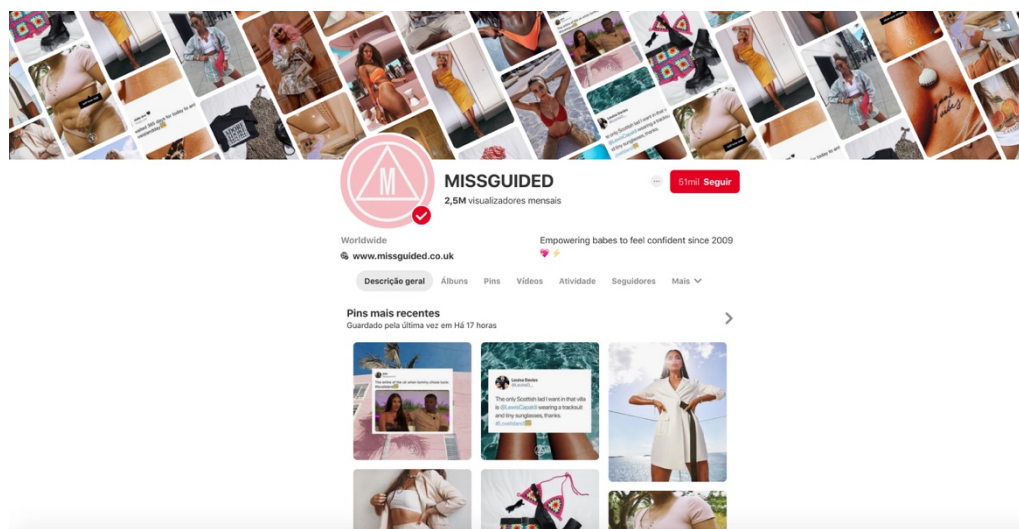 M
MISSGUIDED
51mil Seguir
2,5M visualizadores mensais
Worldwide
www.missguided.co.uk
Empowering babes to feel confident since 2009
💖⚡
Descrição geral Álbuns Pins Vídeos Atividade Seguidores Mais
Pins mais recentes
Guardado pela última vez em Há 17 horas
Louisa Davies
The only Scottish lad I want in that villa
is @LewisCapaldi wearing a tracksuit
and tiny sunglasses, thanks.
#LoveIsland